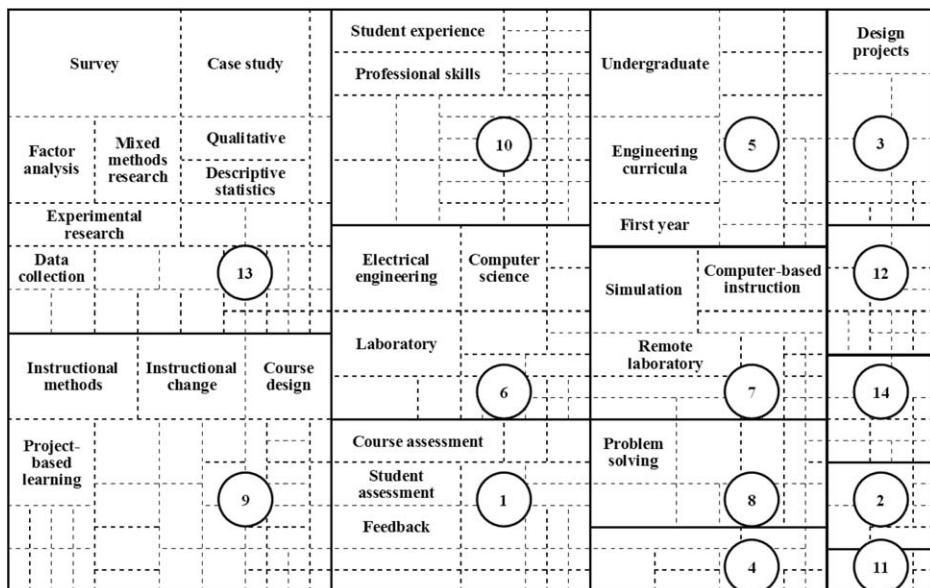 Survey
Case study
Factor
analysis
Mixed
methods
research
Qualitative
Descriptive
statistics
Experimental
research
Data
collection
13
Instructional
methods
Instructional
change
Course
design
Project-
based
learning
9
Student experience
Professional skills
10
Electrical
engineering
Computer
science
Laboratory
6
Course assessment
Student
assessment
Feedback
1
Undergraduate
5
Engineering
curricula
First year
Simulation
Computer-based
instruction
Remote
laboratory
7
Problem
solving
8
4
Design
projects
3
12
14
2
11